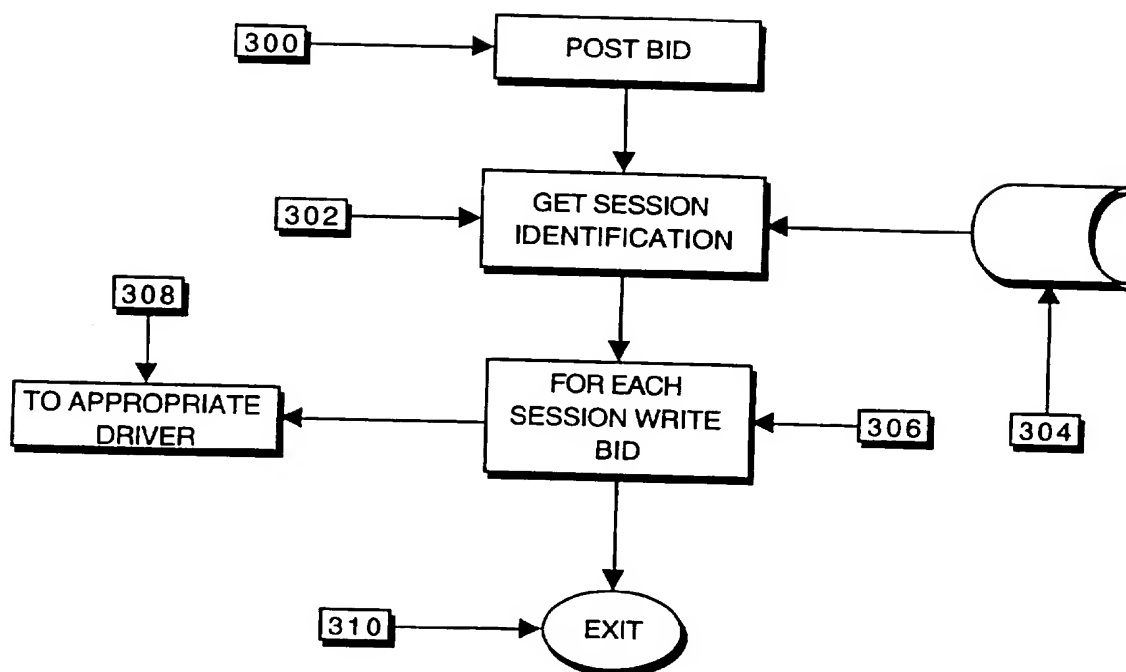 300
POST BID
302
GET SESSION
IDENTIFICATION
308
TO APPROPRIATE
DRIVER
FOR EACH
SESSION WRITE
BID
306
304
310
EXIT